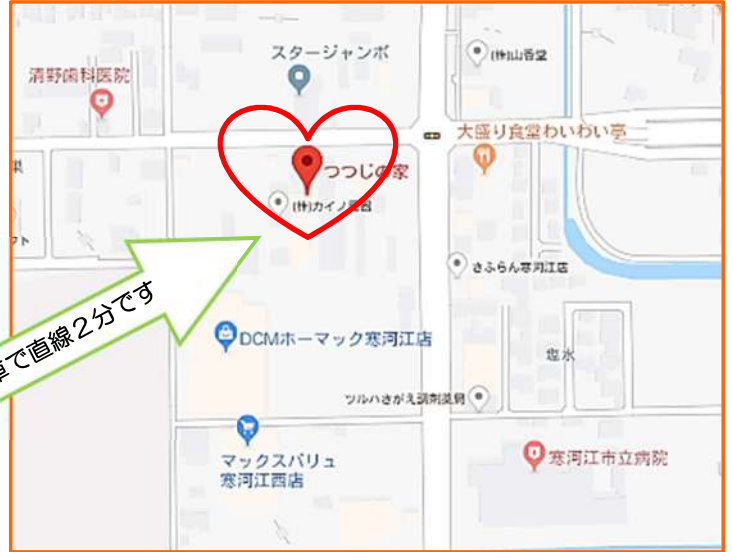 スタージャンボ
(株)山香堂
清野歯科医院
大盛り食堂わいわい亭
つつじの家
(株)カイノ
さふらん寒河江店
車で直線2分です
DCMホーマック寒河江店
塩水
ツルハさがえ調剤薬局
マックスバリュ
寒河江西店
寒河江市立病院